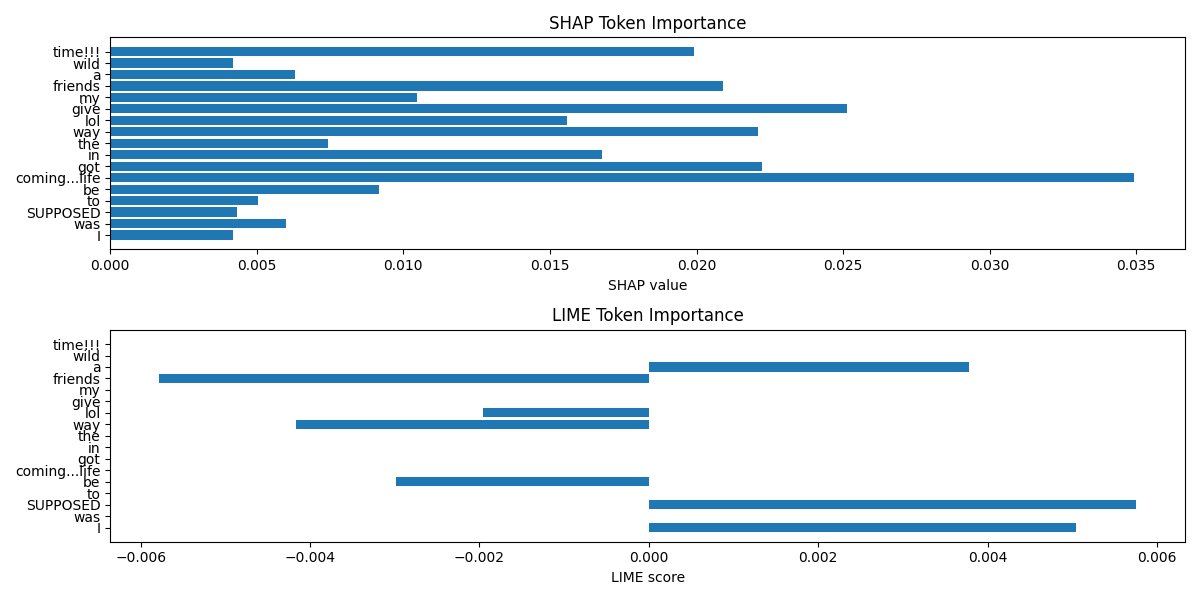 SHAP Token Importance
time!!!
wild
a
friends
my
give
lol
way
the
in
got
coming...life
be
to
SUPPOSED
was
I
0.000 0.005 0.010 0.015 0.020 0.025 0.030 0.035
SHAP value
LIME Token Importance
time!!!
wild
a
friends
my
give
lol
way
the
in
got
coming...life
be
to
SUPPOSED
was
I
−0.006 −0.004 −0.002 0.000 0.002 0.004 0.006
LIME score